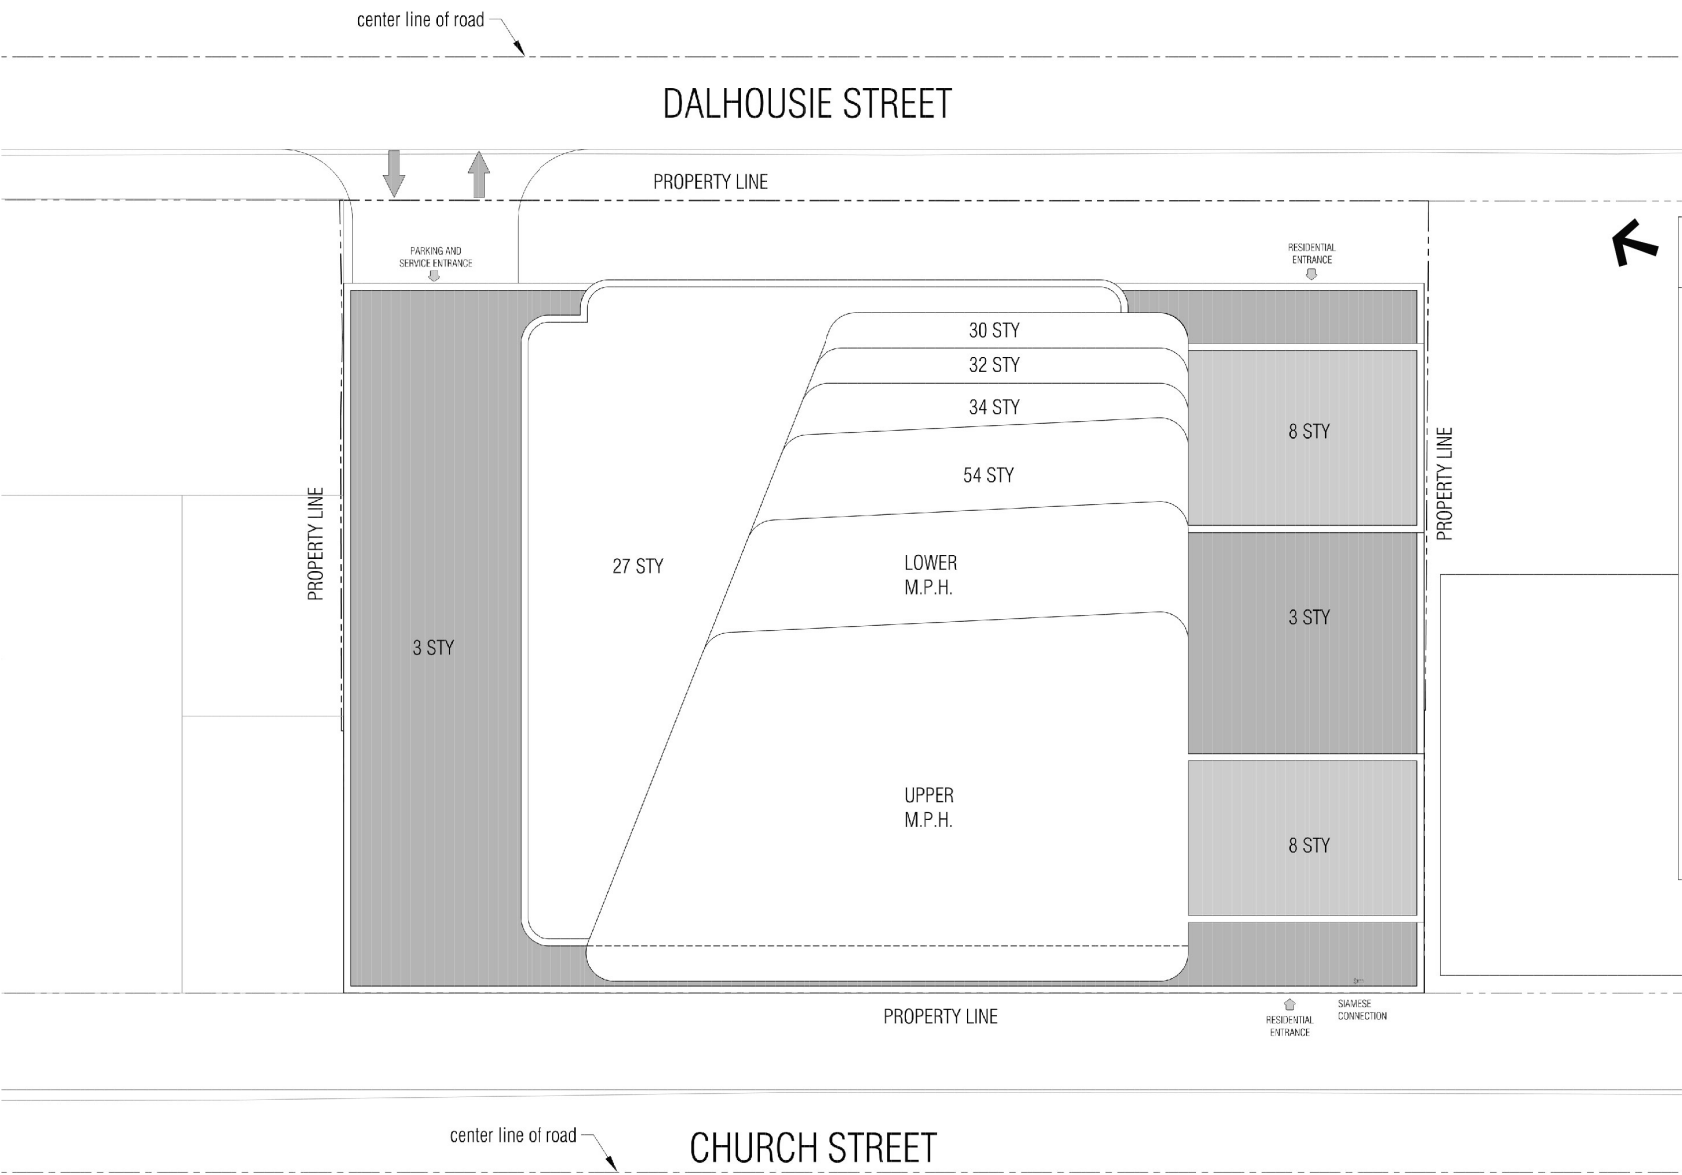 center line of road
DALHOUSIE STREET
PROPERTY LINE
PARKING AND
SERVICE ENTRANCE
RESIDENTIAL
ENTRANCE
30 STY
32 STY
34 STY
8 STY
54 STY
PROPERTY LINE
PROPERTY LINE
27 STY
LOWER
M.P.H.
3 STY
3 STY
UPPER
M.P.H.
8 STY
PROPERTY LINE
RESIDENTIAL
ENTRANCE
SIAMESE
CONNECTION
center line of road
CHURCH STREET